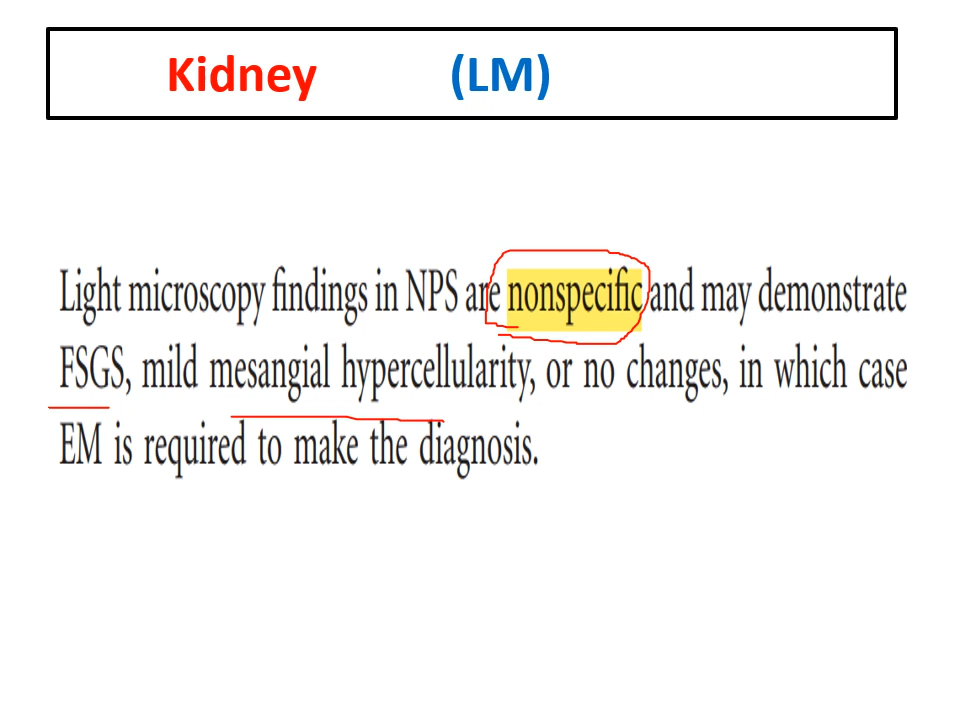 Kidney (LM)
Light microscopy findings in NPS are nonspecific and may demonstrate
FSGS, mild mesangial hypercellularity, or no changes, in which case
EM is required to make the diagnosis.